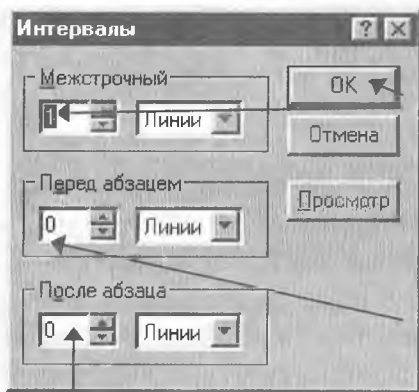 Интервалы ? ×
Межстрочный
1 Линии
OK
Отмена
Перед абзацем
0 Линии
Просмотр
После абзаца
0 Линии